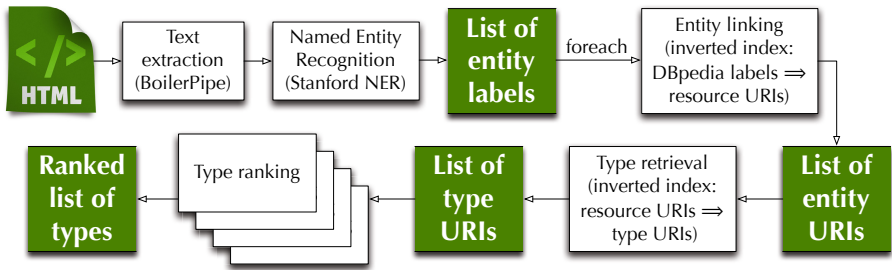 </>
HTML
Text
extraction
(BoilerPipe)
Named Entity
Recognition
(Stanford NER)
List of
entity
labels
foreach
Entity linking
(inverted index:
DBpedia labels ⟹
resource URIs)
List of
entity
URIs
Type retrieval
(inverted index:
resource URIs ⟹
type URIs)
List of
type
URIs
Type ranking
Ranked
list of
types